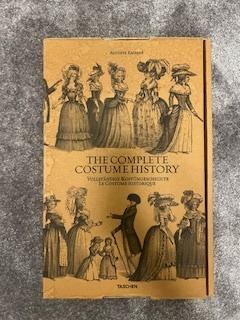 AUGUSTE RACINET
THE COMPLETE
COSTUME HISTORY
VOLLSTÄNDIGE KOSTÜMGESCHICHTE
LE COSTUME HISTORIQUE
TASCHEN